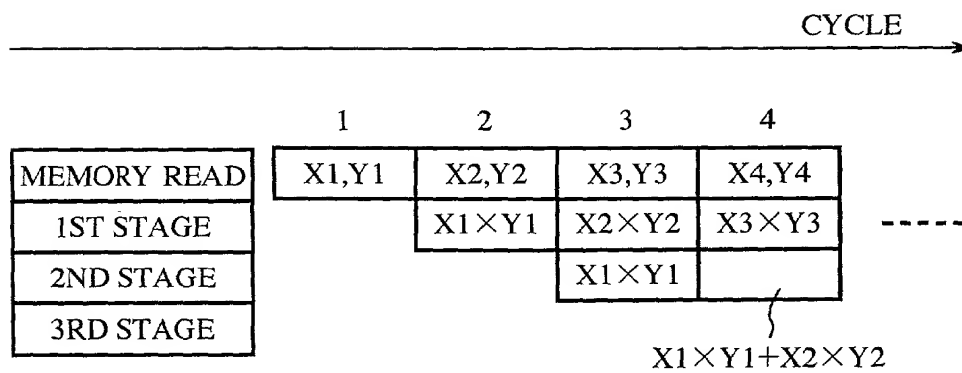 CYCLE
1 2 3 4
MEMORY READ X1,Y1 X2,Y2 X3,Y3 X4,Y4
1ST STAGE X1×Y1 X2×Y2 X3×Y3
2ND STAGE X1×Y1
3RD STAGE
X1×Y1+X2×Y2